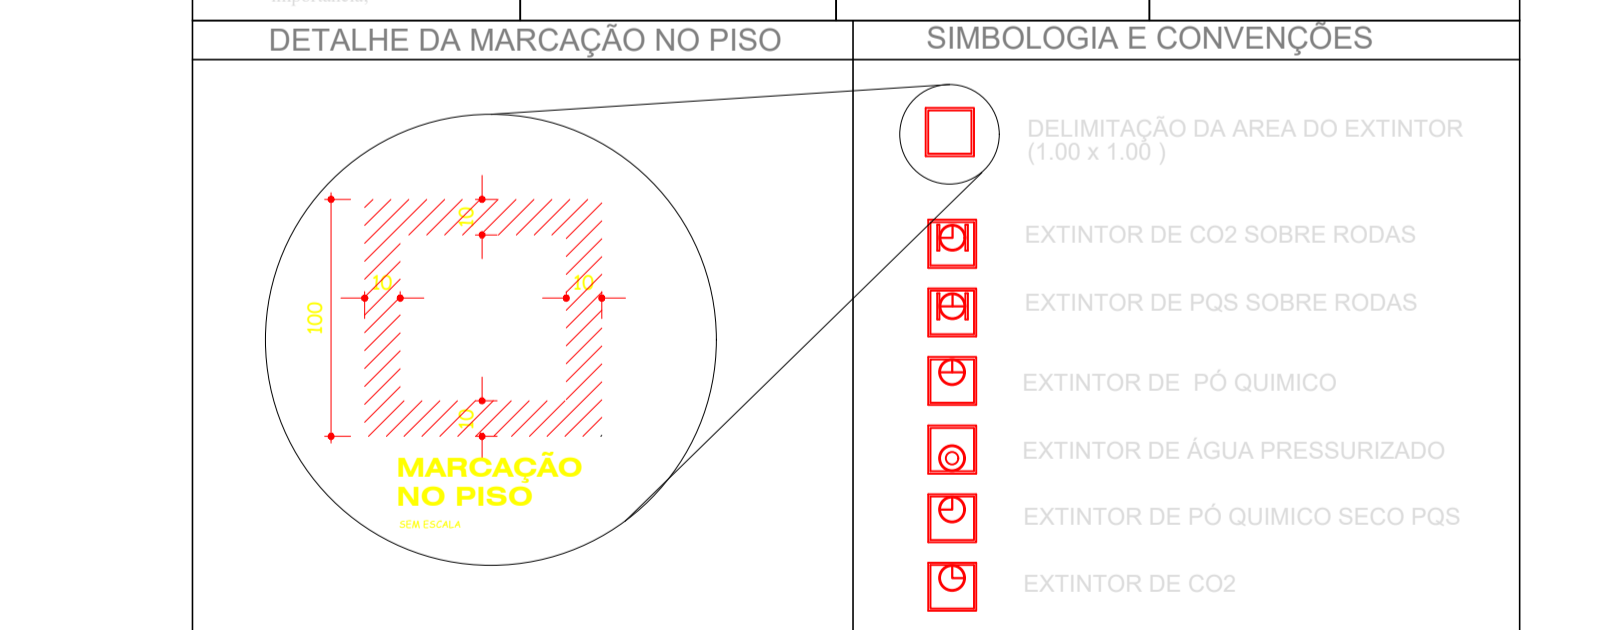 DETALHE DA MARCAÇÃO NO PISO
SIMBOLOGIA E CONVENÇÕES
10
10
10
100
10
MARCAÇÃO
NO PISO
SEM ESCALA
DELIMITAÇÃO DA AREA DO EXTINTOR
(1.00 x 1.00 )
EXTINTOR DE CO2 SOBRE RODAS
EXTINTOR DE PQS SOBRE RODAS
EXTINTOR DE PÓ QUIMICO
EXTINTOR DE ÁGUA PRESSURIZADO
EXTINTOR DE PÓ QUIMICO SECO PQS
EXTINTOR DE CO2